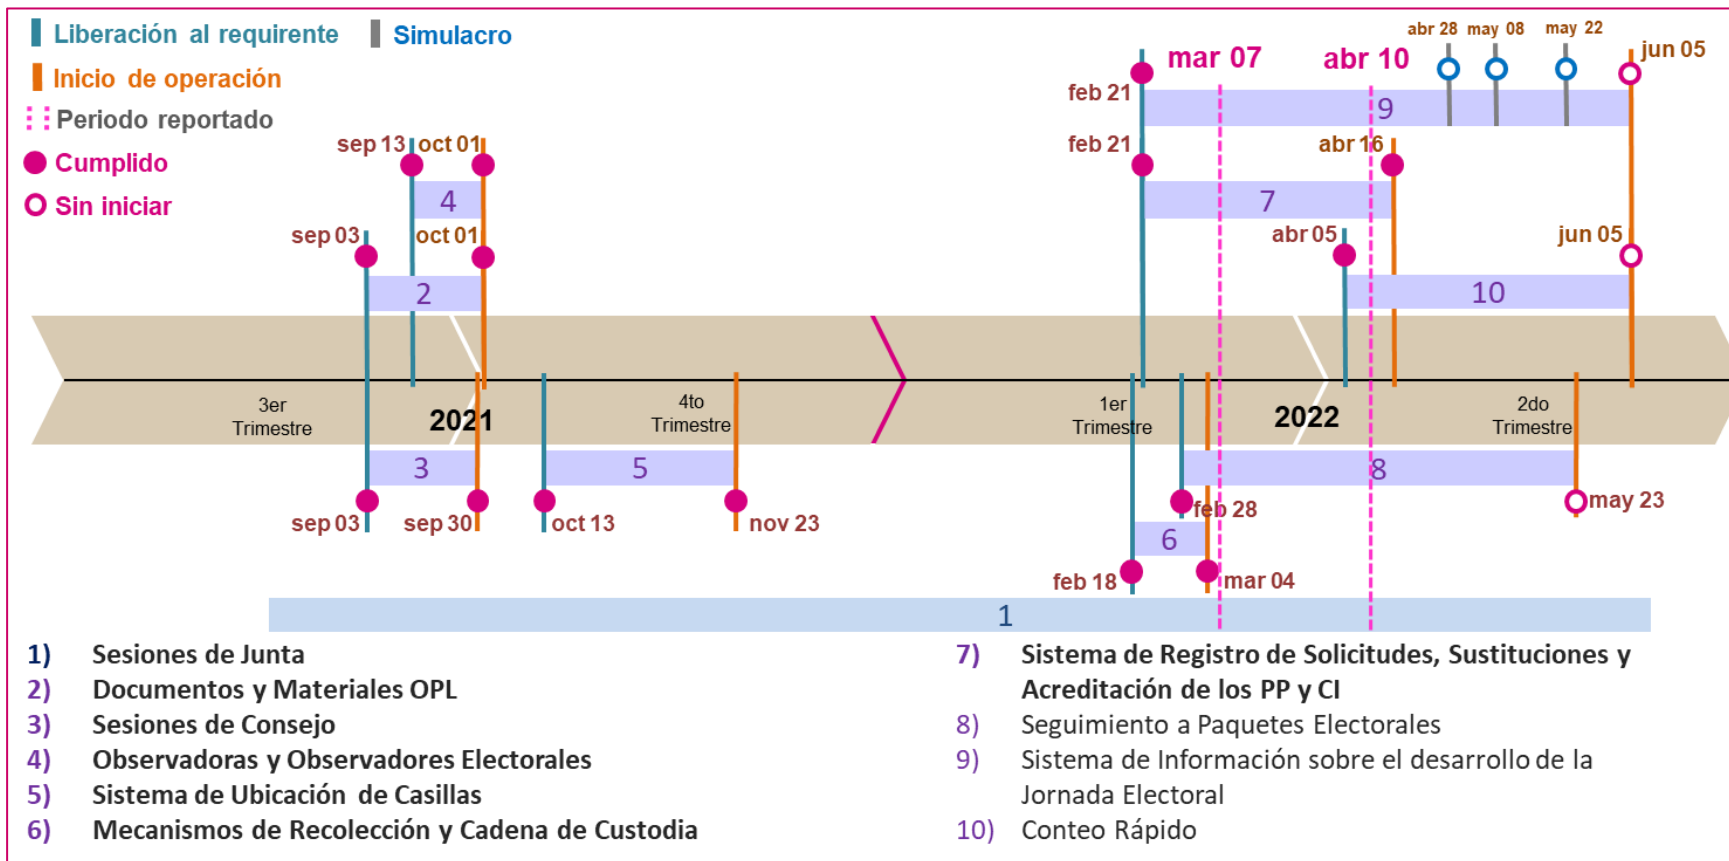 Liberación al requirente
Simulacro
Inicio de operación
Periodo reportado
Cumplido
Sin iniciar
abr 28
may 08
may 22
jun 05
mar 07
abr 10
feb 21
9
sep 13
oct 01
feb 21
abr 16
4
7
sep 03
oct 01
abr 05
jun 05
2
10
3er
Trimestre
2021
4to
Trimestre
1er
Trimestre
2022
2do
Trimestre
3
5
8
sep 03
sep 30
oct 13
nov 23
feb 28
may 23
6
feb 18
mar 04
1
1) Sesiones de Junta
2) Documentos y Materiales OPL
3) Sesiones de Consejo
4) Observadoras y Observadores Electorales
5) Sistema de Ubicación de Casillas
6) Mecanismos de Recolección y Cadena de Custodia
7) Sistema de Registro de Solicitudes, Sustituciones y
Acreditación de los PP y CI
8) Seguimiento a Paquetes Electorales
9) Sistema de Información sobre el desarrollo de la
Jornada Electoral
10) Conteo Rápido